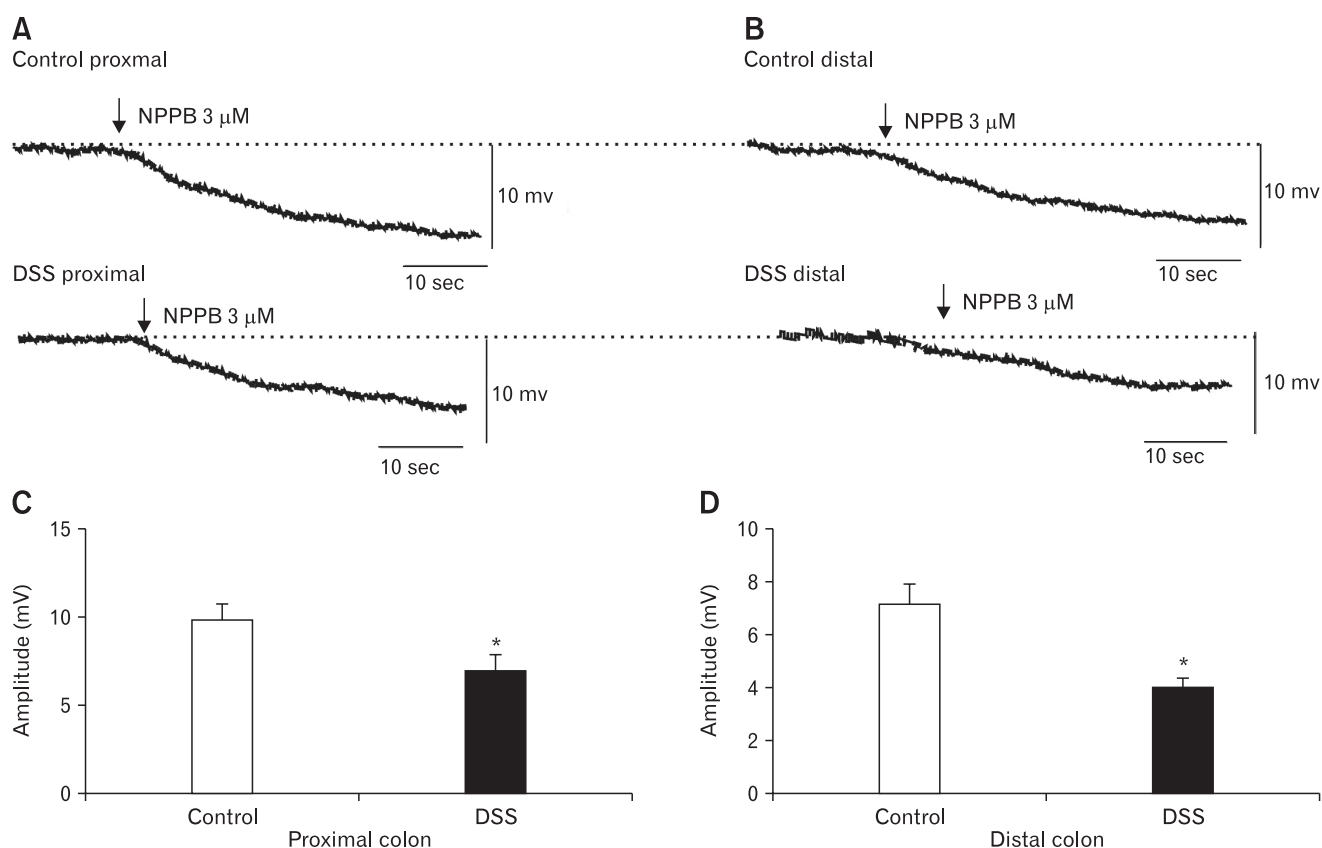 A
Control proxmal
NPPB 3 μM
10 mv
10 sec
DSS proximal
NPPB 3 μM
10 mv
10 sec
B
Control distal
NPPB 3 μM
10 mv
10 sec
DSS distal
NPPB 3 μM
10 mv
10 sec
C
Amplitude (mV)
15
10
5
0
*
Control
DSS
Proximal colon
D
Amplitude (mV)
10
8
6
4
2
0
*
Control
DSS
Distal colon